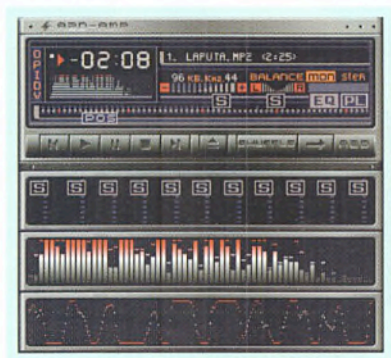 AZN-AMP
O P I D V -02:08 1. LAPUTA.MP2 <2:25>
96 KB. KHZ 44 BALANCE mon ster
- + L R
S S EQ PL
POS
SHUFFLE
S S S S S S S S S S